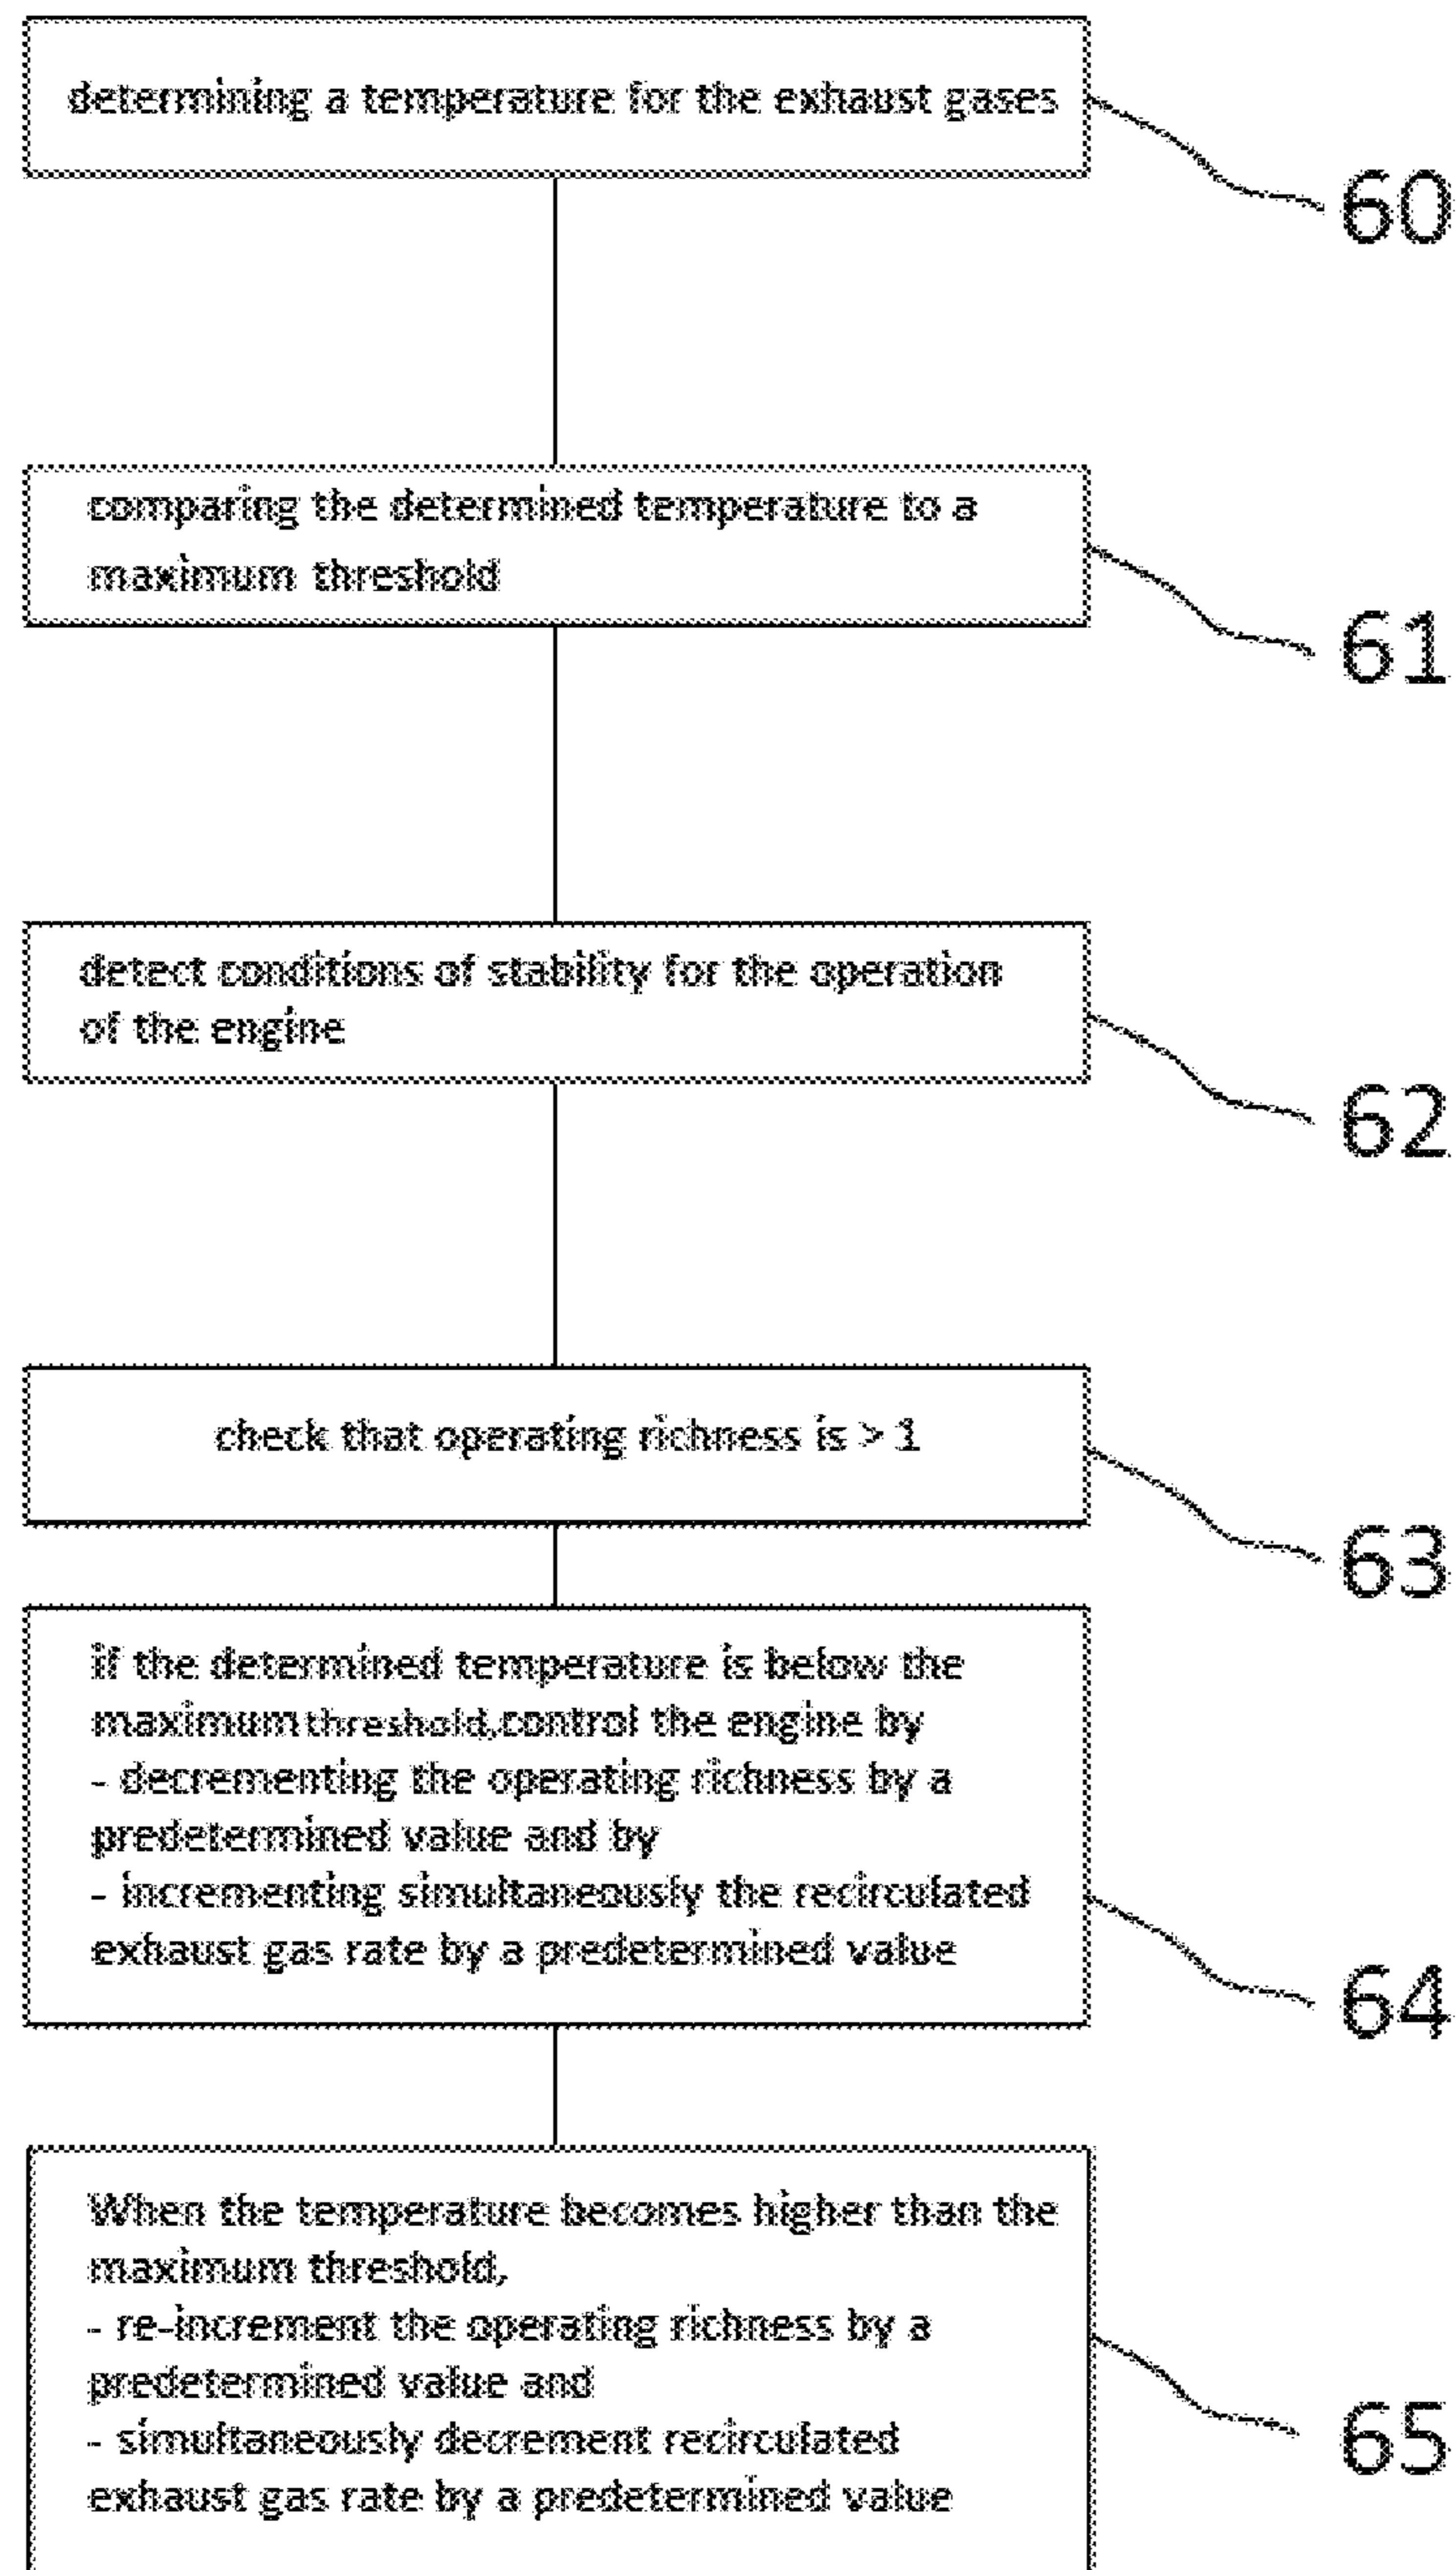 determining a temperature for the exhaust gases
60
comparing the determined temperature to a
maximum threshold
61
detect conditions of stability for the operation
of the engine
62
check that operating richness is > 1
63
if the determined temperature is below the
maximum threshold,control the engine by
- decrementing the operating richness by a
predetermined value and by
- incrementing simultaneously the recirculated
exhaust gas rate by a predetermined value
64
When the temperature becomes higher than the
maximum threshold,
- re-increment the operating richness by a
predetermined value and
- simultaneously decrement recirculated
exhaust gas rate by a predetermined value
65